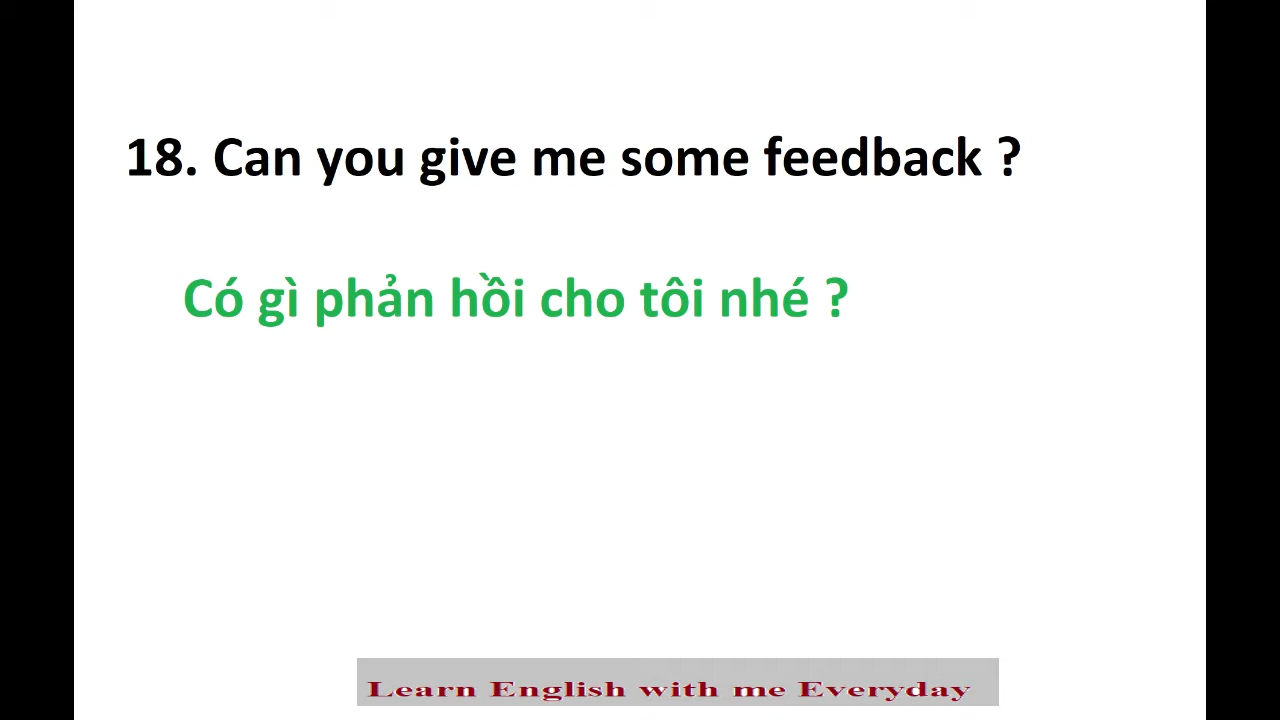 18. Can you give me some feedback ?
Có gì phản hồi cho tôi nhé ?
Learn English with me Everyday